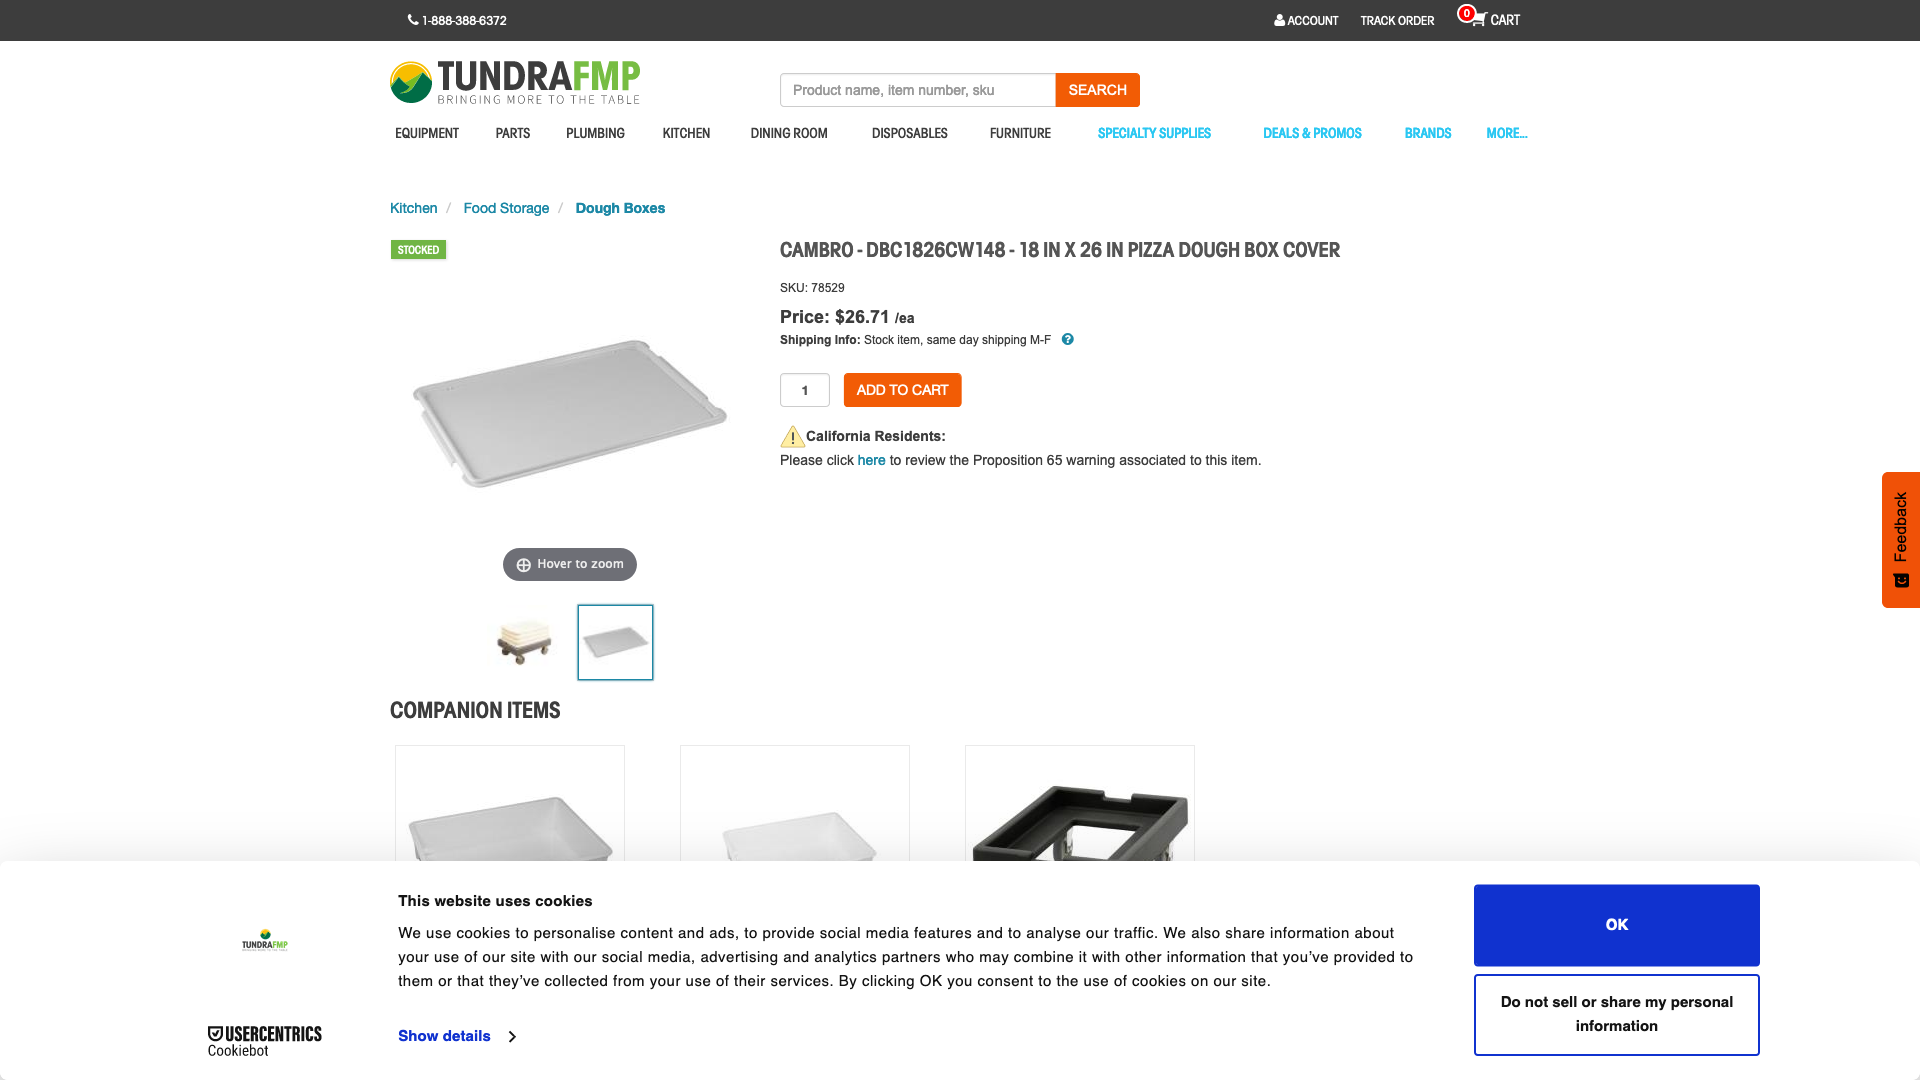 1-888-388-6372
ACCOUNT
TRACK ORDER
0
CART
TUNDRAFMP
BRINGING MORE TO THE TABLE
Product name, item number, sku
SEARCH
EQUIPMENT
PARTS
PLUMBING
KITCHEN
DINING ROOM
DISPOSABLES
FURNITURE
SPECIALTY SUPPLIES
DEALS & PROMOS
BRANDS
MORE...
Kitchen / Food Storage / Dough Boxes
STOCKED
CAMBRO - DBC1826CW148 - 18 IN X 26 IN PIZZA DOUGH BOX COVER
SKU: 78529
Price: $26.71 /ea
Shipping Info: Stock item, same day shipping M-F
1
ADD TO CART
California Residents:
Please click here to review the Proposition 65 warning associated to this item.
Feedback
Hover to zoom
COMPANION ITEMS
This website uses cookies
We use cookies to personalise content and ads, to provide social media features and to analyse our traffic. We also share information about
your use of our site with our social media, advertising and analytics partners who may combine it with other information that you’ve provided to
them or that they’ve collected from your use of their services. By clicking OK you consent to the use of cookies on our site.
Show details
OK
Do not sell or share my personal
information
TUNDRAFMP
USERCENTRICS
Cookiebot